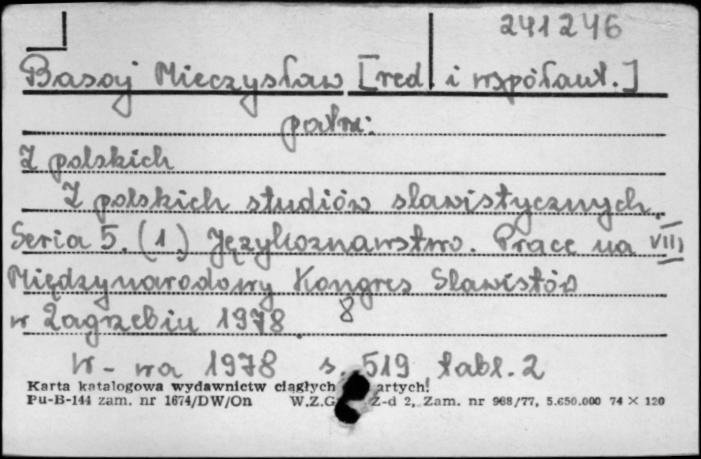 241246
Basaj Mieczysław [red i współaut.]
patrz:
Z polskich
Z polskich studiów slawistycznych.
Seria 5. (1.) Językoznawstwo. Prace na VIII
Międzynarodowy Kongres Slawistów
w Zagrzebiu 1978 8
W-wa 1978 s. 519 tabl. 2
Karta katalogowa wydawnictw ciągłych artych!
Pu-B-144 zam. nr 1674/DW/On W.Z.G Z-d 2, Zam. nr 968/77, 5.650.000 74 × 120